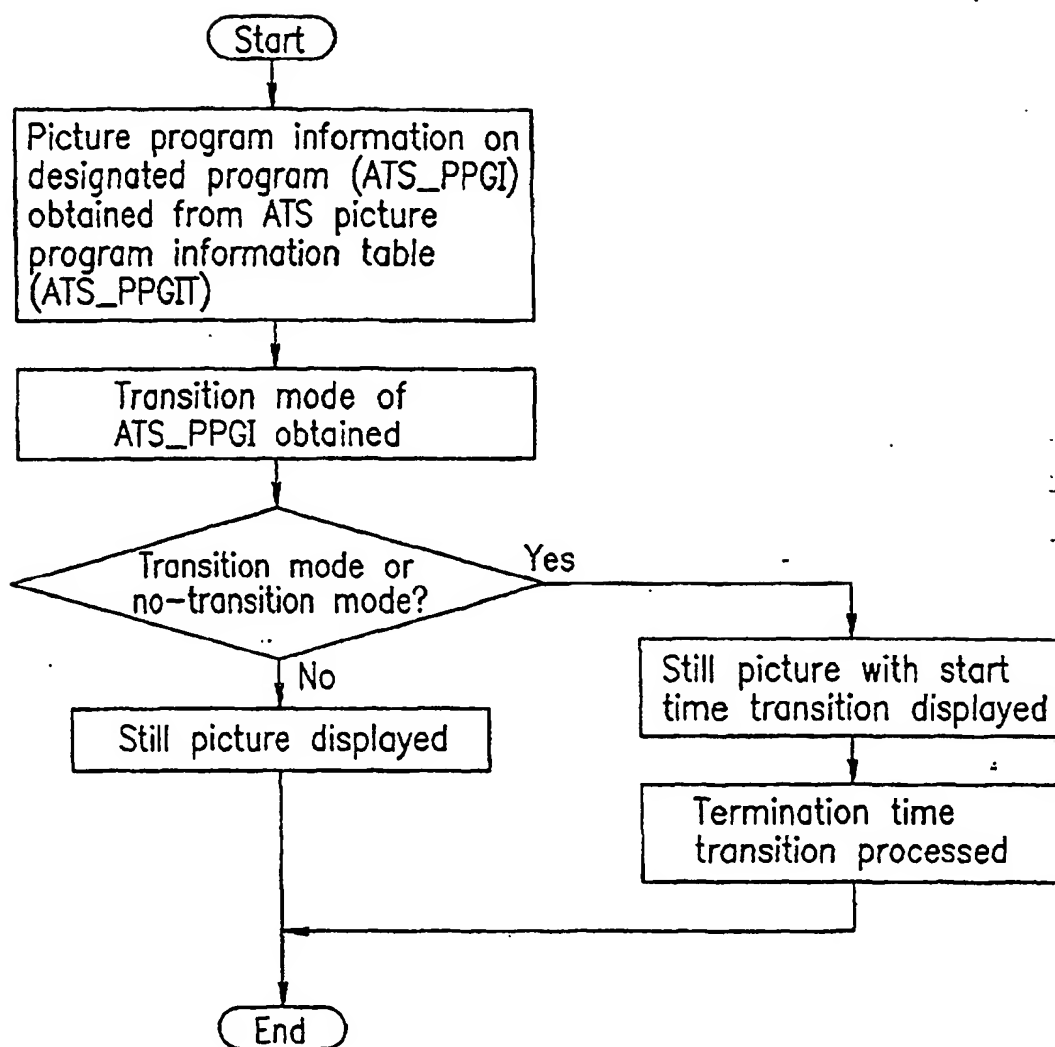 Start
Picture program information on
designated program (ATS_PPGI)
obtained from ATS picture
program information table
(ATS_PPGIT)
Transition mode of
ATS_PPGI obtained
Transition mode or
no-transition mode?
Yes
No
Still picture with start
time transition displayed
Still picture displayed
Termination time
transition processed
End